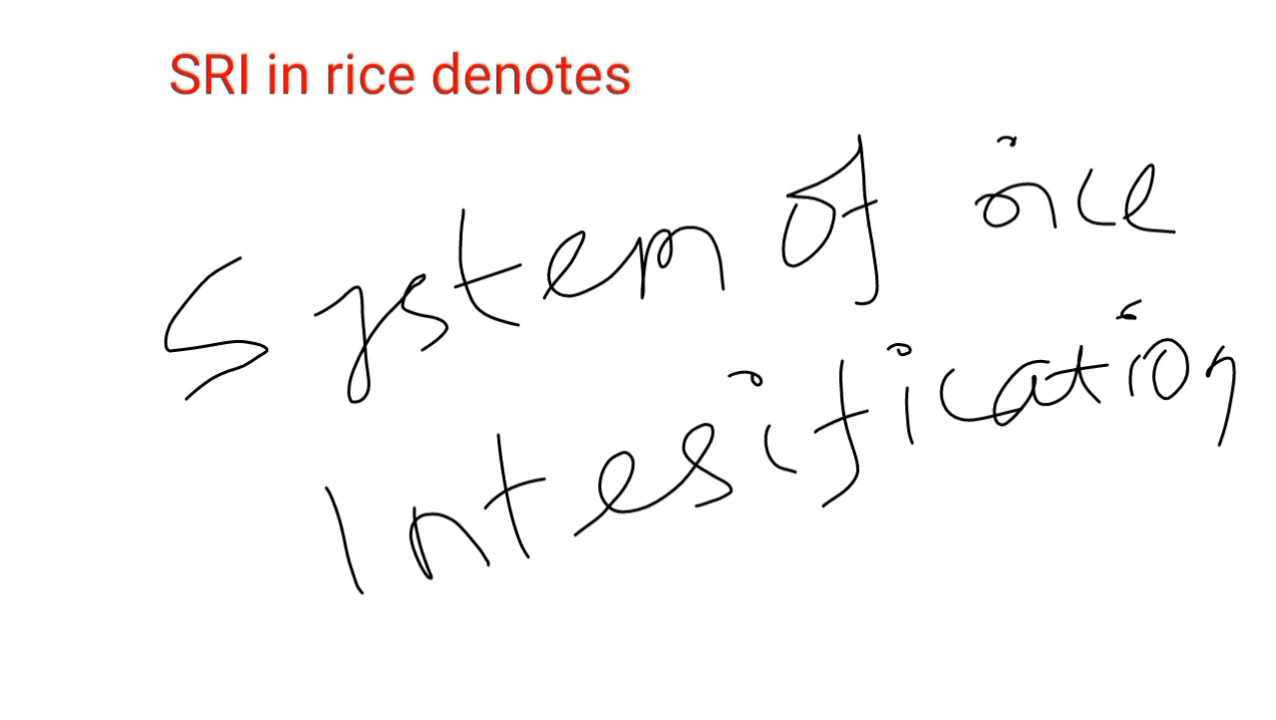 SRI in rice denotes
System of rice
Intesification